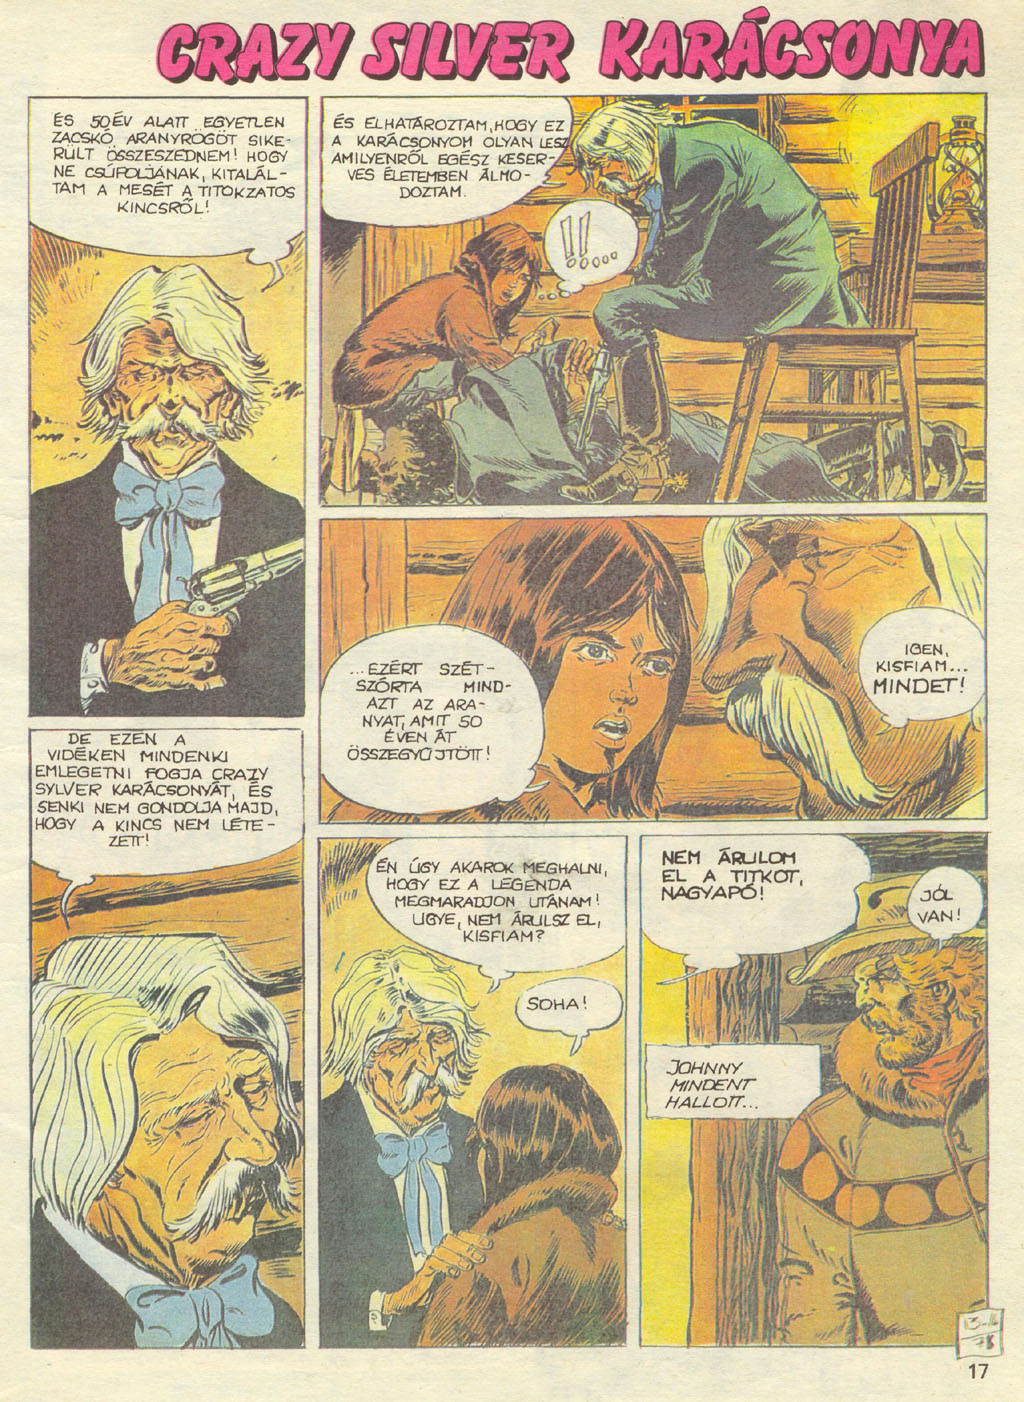 CRAZY SILVER KARÁCSONYA
ÉS 50 ÉV ALATT EGYETLEN
ZACSKÓ ARANYRÖGÖT SIKE-
RÜLT ÖSSZESZEDNEM! HOGY
NE CSÚFOLJANAK, KITALÁL-
TAM A MESÉT A TITOKZATOS
KINCSRŐL!
ÉS ELHATÁROZTAM, HOGY EZ
A KARÁCSONYOM OLYAN LESZ
AMILYENRŐL EGÉSZ KESER-
VES ÉLETEMBEN ÁLMO-
DOZTAM.
!!
!.....
...EZÉRT SZÉT-
SZÓRTA MIND-
AZT AZ ARA-
NYAT, AMIT 50
ÉVEN ÁT
ÖSSZEGYŰJTÖTT!
IGEN,
KISFIAM...
MINDET!
DE EZEN A
VIDÉKEN MINDENKI
EMLEGETNI FOGJA CRAZY
SYLVER KARÁCSONYÁT, ÉS
SENKI NEM GONDOLJA MAJD,
HOGY A KINCS NEM LÉTE-
ZETT!
ÉN ÚGY AKAROK MEGHALNI,
HOGY EZ A LEGENDA
MEGMARADJON UTÁNAM!
UGYE, NEM ÁRULSZ EL,
KISFIAM?
SOHA!
NEM ÁRULOM
EL A TITKOT,
NAGYAPÓ!
JÓL
VAN!
JOHNNY
MINDENT
HALLOTT...
13-16
78
17